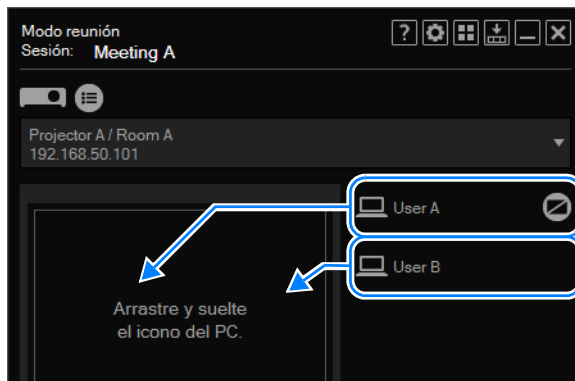 Modo reunión
Sesión: Meeting A
?
Projector A / Room A
192.168.50.101
User A
User B
Arrastre y suelte
el icono del PC.